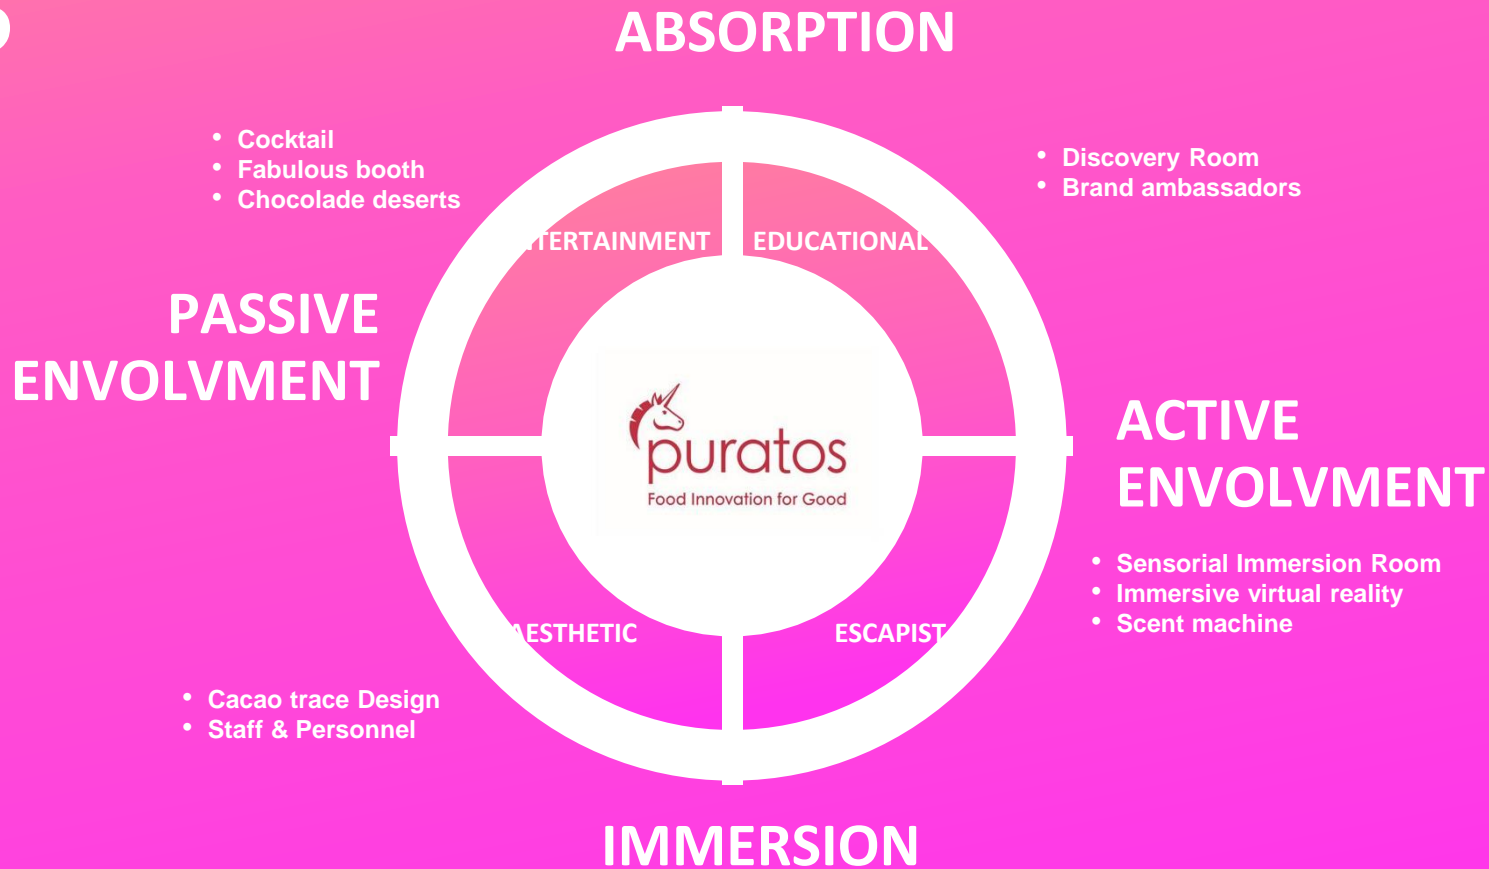 ABSORPTION
• Cocktail
• Fabulous booth
• Chocolade deserts
• Discovery Room
• Brand ambassadors
TERTAINMENT
EDUCATIONAL
PASSIVE
ENVOLVMENT
puratos
Food Innovation for Good
ACTIVE
ENVOLVMENT
• Sensorial Immersion Room
• Immersive virtual reality
• Scent machine
AESTHETIC
ESCAPIST
• Cacao trace Design
• Staff & Personnel
IMMERSION